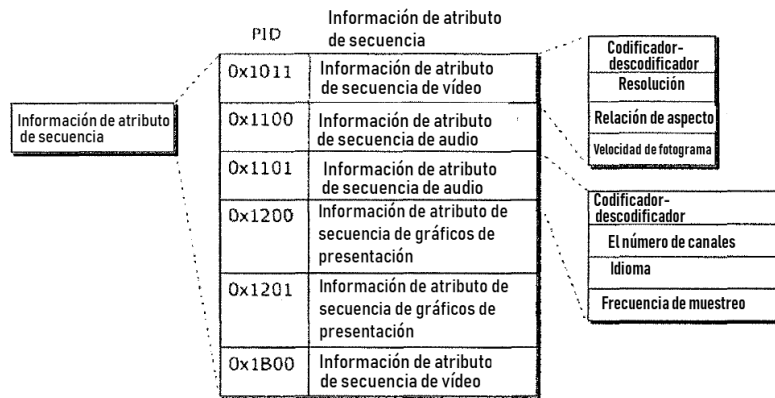 PID
Información de atributo
de secuencia
Información de atributo
de secuencia
0x1011
Información de atributo
de secuencia de vídeo
0x1100
Información de atributo
de secuencia de audio
0x1101
Información de atributo
de secuencia de audio
0x1200
Información de atributo de
secuencia de gráficos de
presentación
0x1201
Información de atributo de
secuencia de gráficos de
presentación
0x1B00
Información de atributo
de secuencia de vídeo
Codificador-
descodificador
Resolución
Relación de aspecto
Velocidad de fotograma
Codificador-
descodificador
El número de canales
Idioma
Frecuencia de muestreo